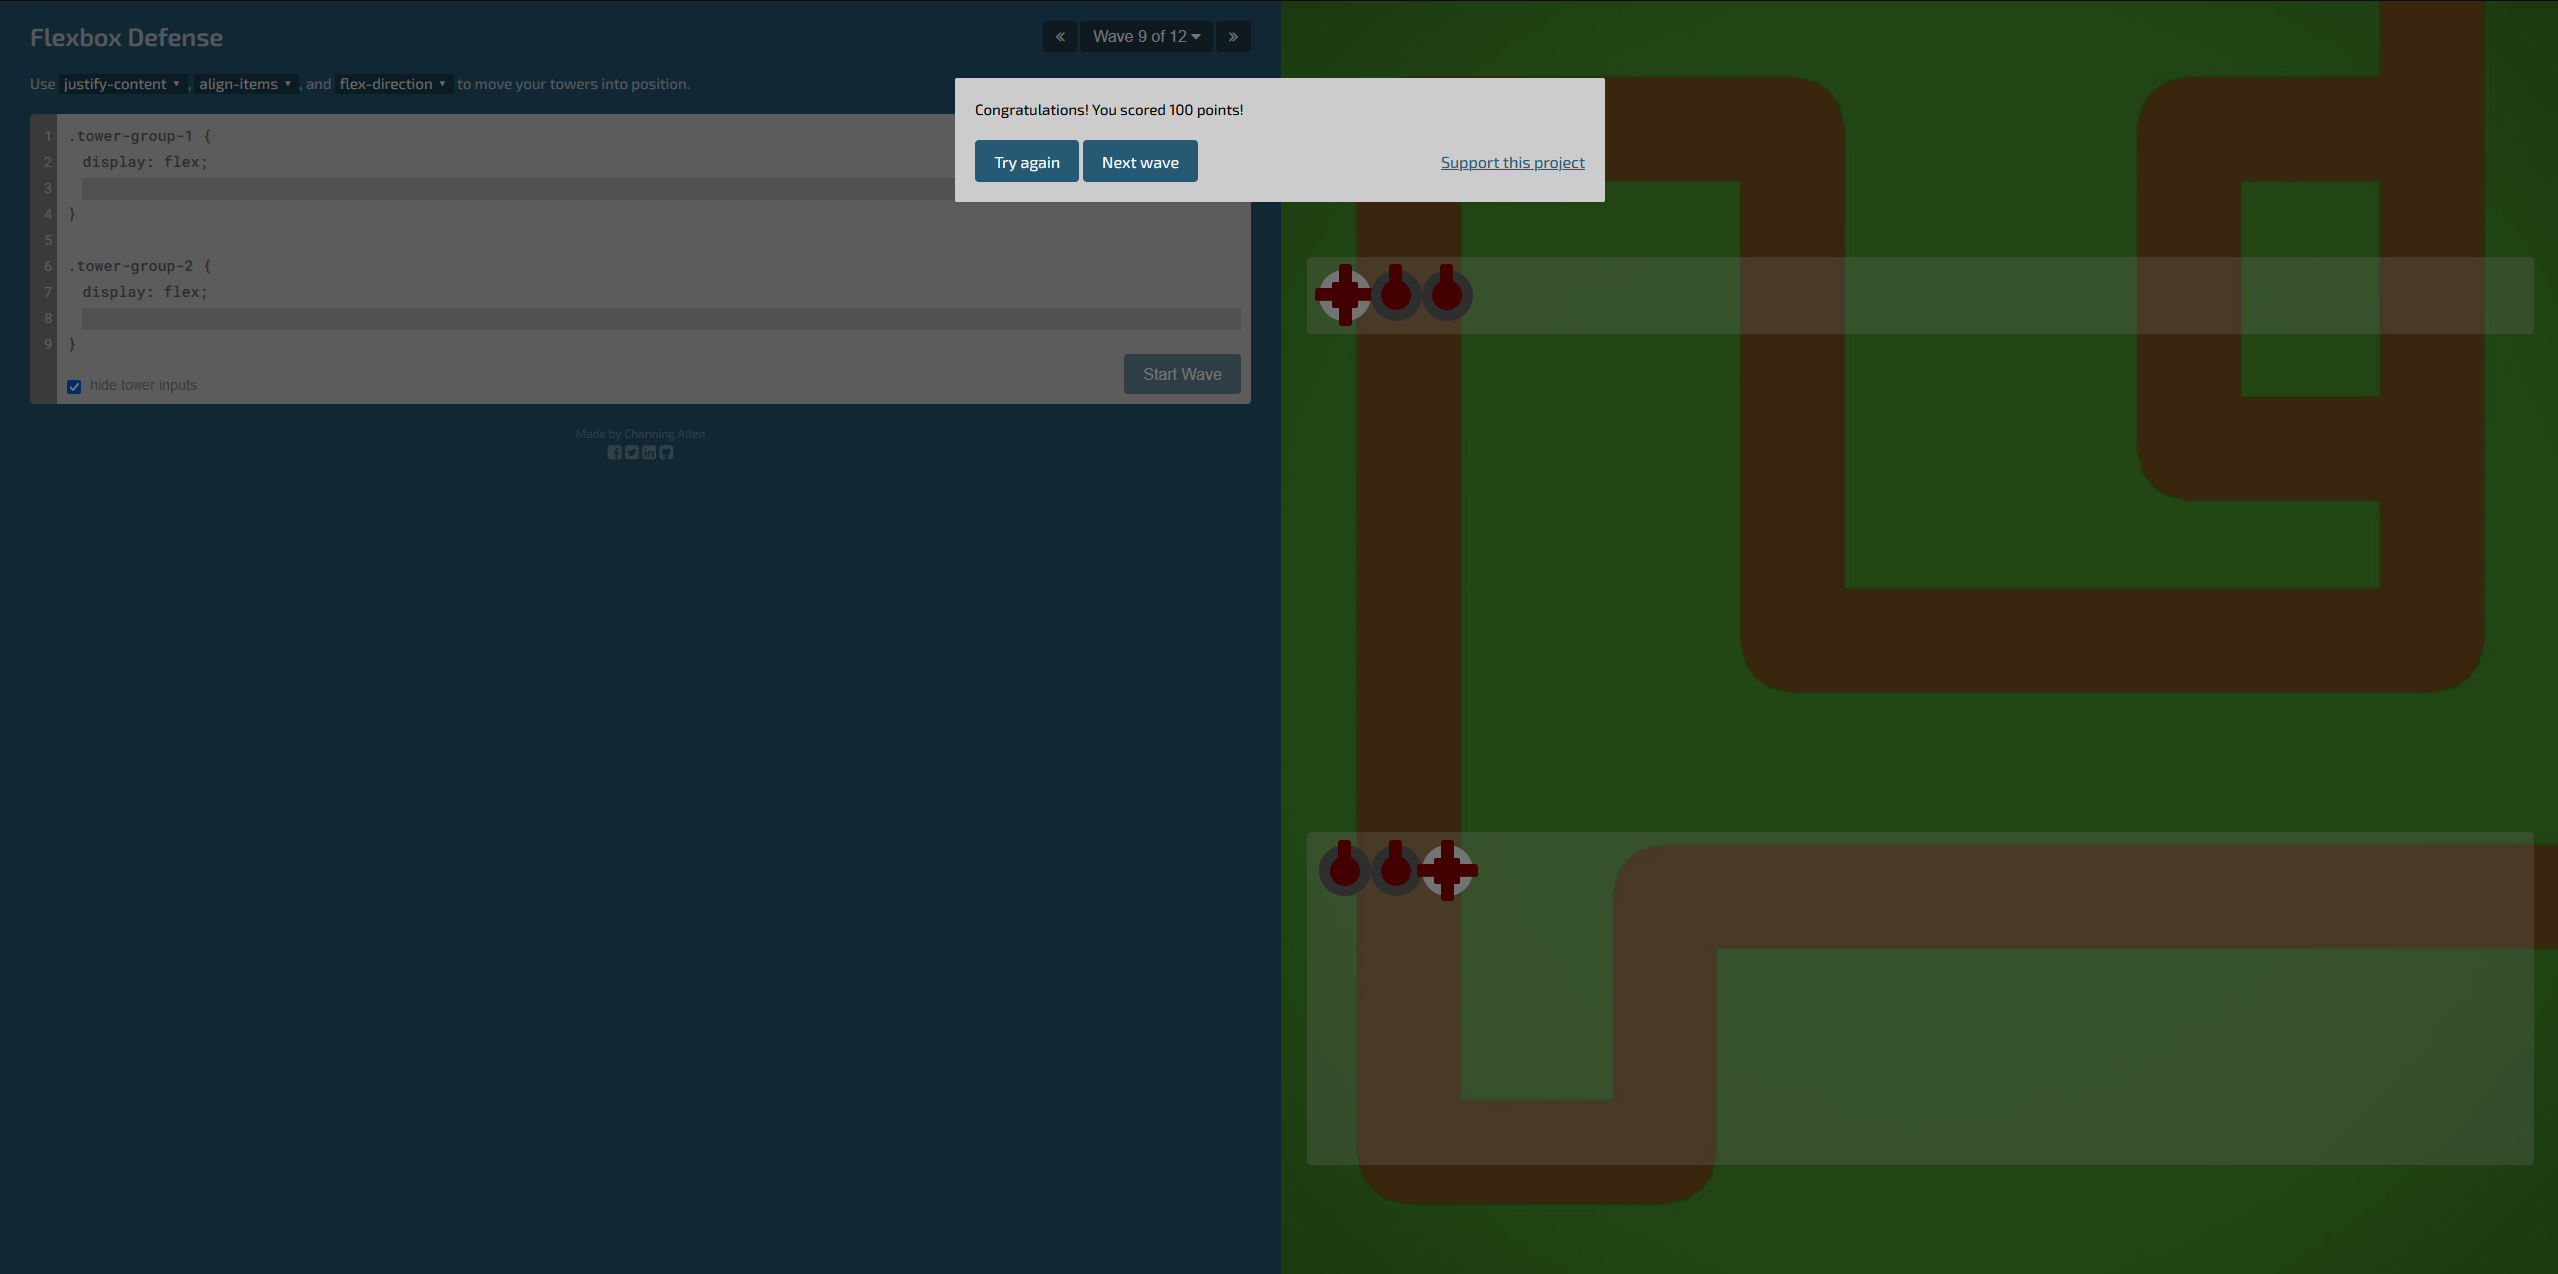 Flexbox Defense
« Wave 9 of 12 »
Use justify-content , align-items , and flex-direction to move your towers into position.
Congratulations! You scored 100 points!
Try again Next wave Support this project
1 .tower-group-1 {
2 display: flex;
3
4 }
5
6 .tower-group-2 {
7 display: flex;
8
9 }
hide tower inputs Start Wave
Made by Channing Allen